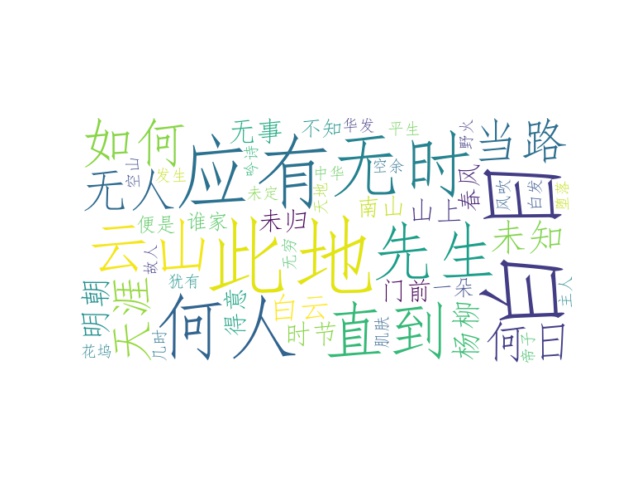 如何
无事
不知
华发
平生
野火
当路
空山
发生
吟诗
应有
无时
中华
空余
春风
无人
未定
天地
风吹
白发
堕落
白日
便是
谁家
未归
南山
山上
未知
云山
此地
先生
故人
无穷
犹有
明朝
天涯
得意
白云
门前
一朵
主人
何人
直到
杨柳
何日
花坞
几时
时节
肌肤
帝子